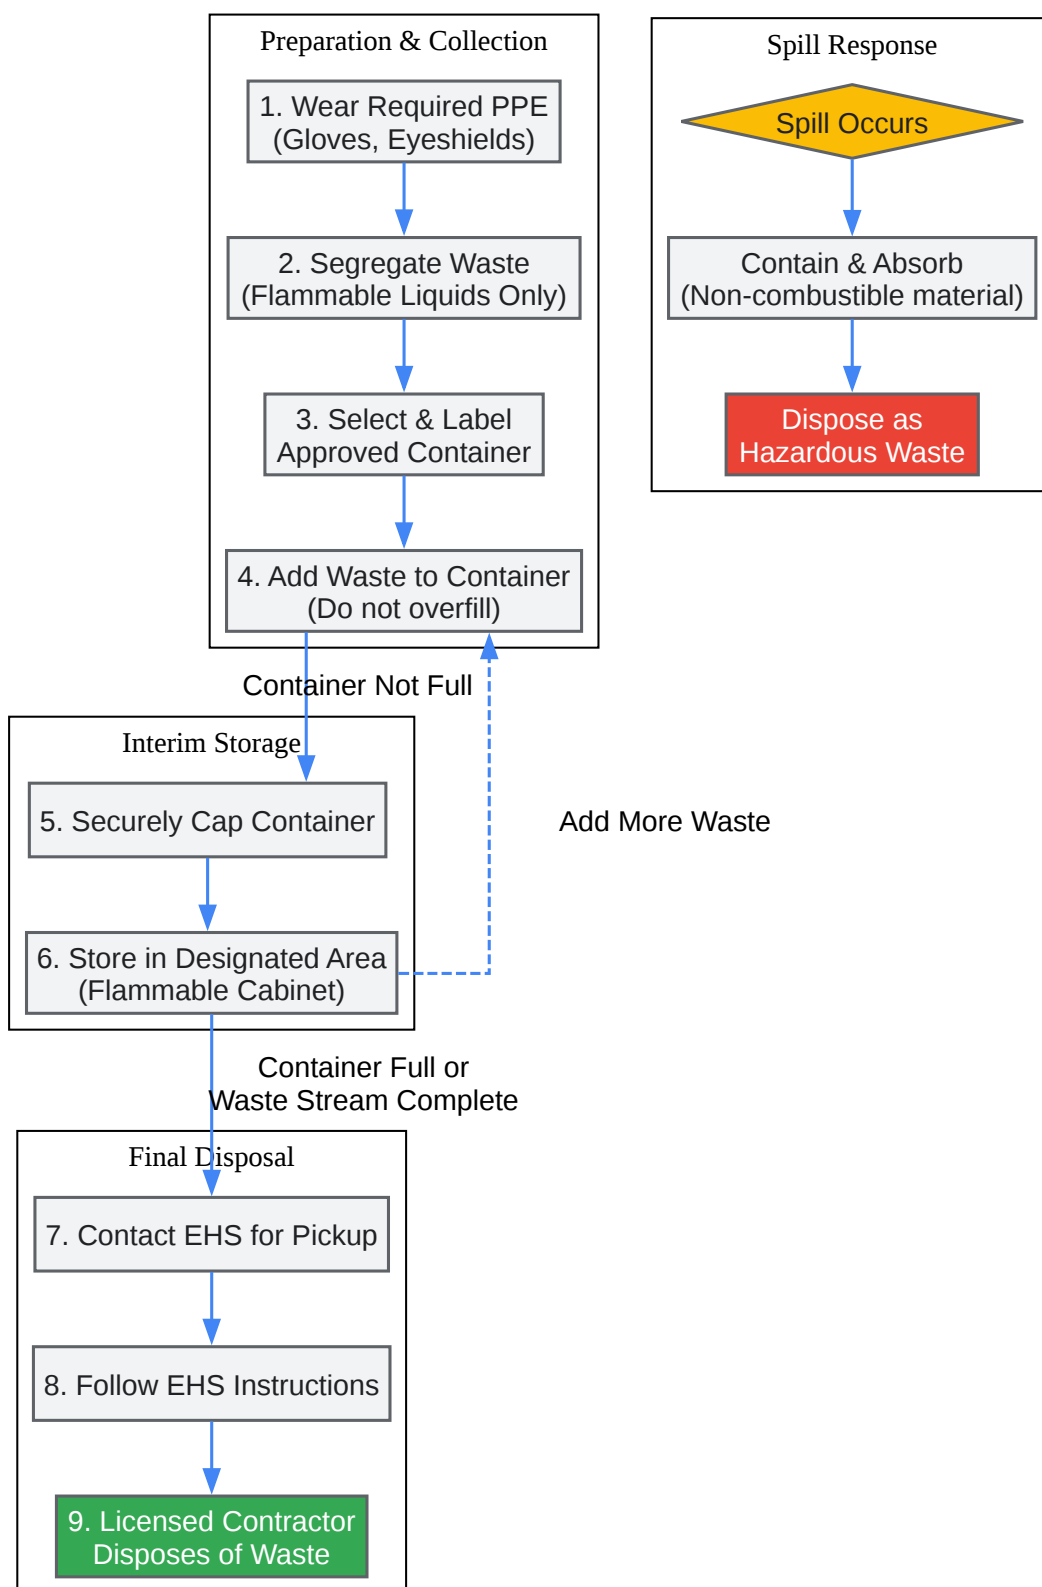 Preparation & Collection
1. Wear Required PPE
(Gloves, Eyeshields)
2. Segregate Waste
(Flammable Liquids Only)
3. Select & Label
Approved Container
4. Add Waste to Container
(Do not overfill)
Container Not Full
Interim Storage
5. Securely Cap Container
Add More Waste
6. Store in Designated Area
(Flammable Cabinet)
Container Full or
Waste Stream Complete
Final Disposal
7. Contact EHS for Pickup
8. Follow EHS Instructions
9. Licensed Contractor
Disposes of Waste
Spill Response
Spill Occurs
Contain & Absorb
(Non-combustible material)
Dispose as
Hazardous Waste